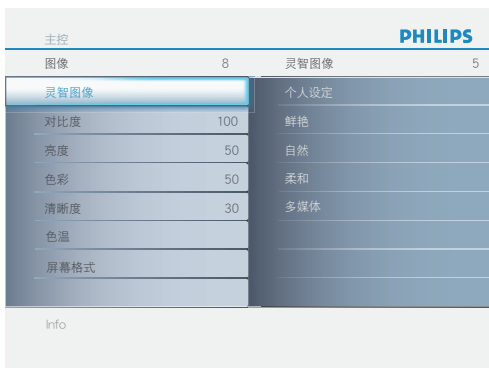 主控 PHILIPS
图像 8 灵智图像 5
灵智图像 个人设定
对比度 100 鲜艳
亮度 50 自然
色彩 50 柔和
清晰度 30 多媒体
色温
屏幕格式
Info